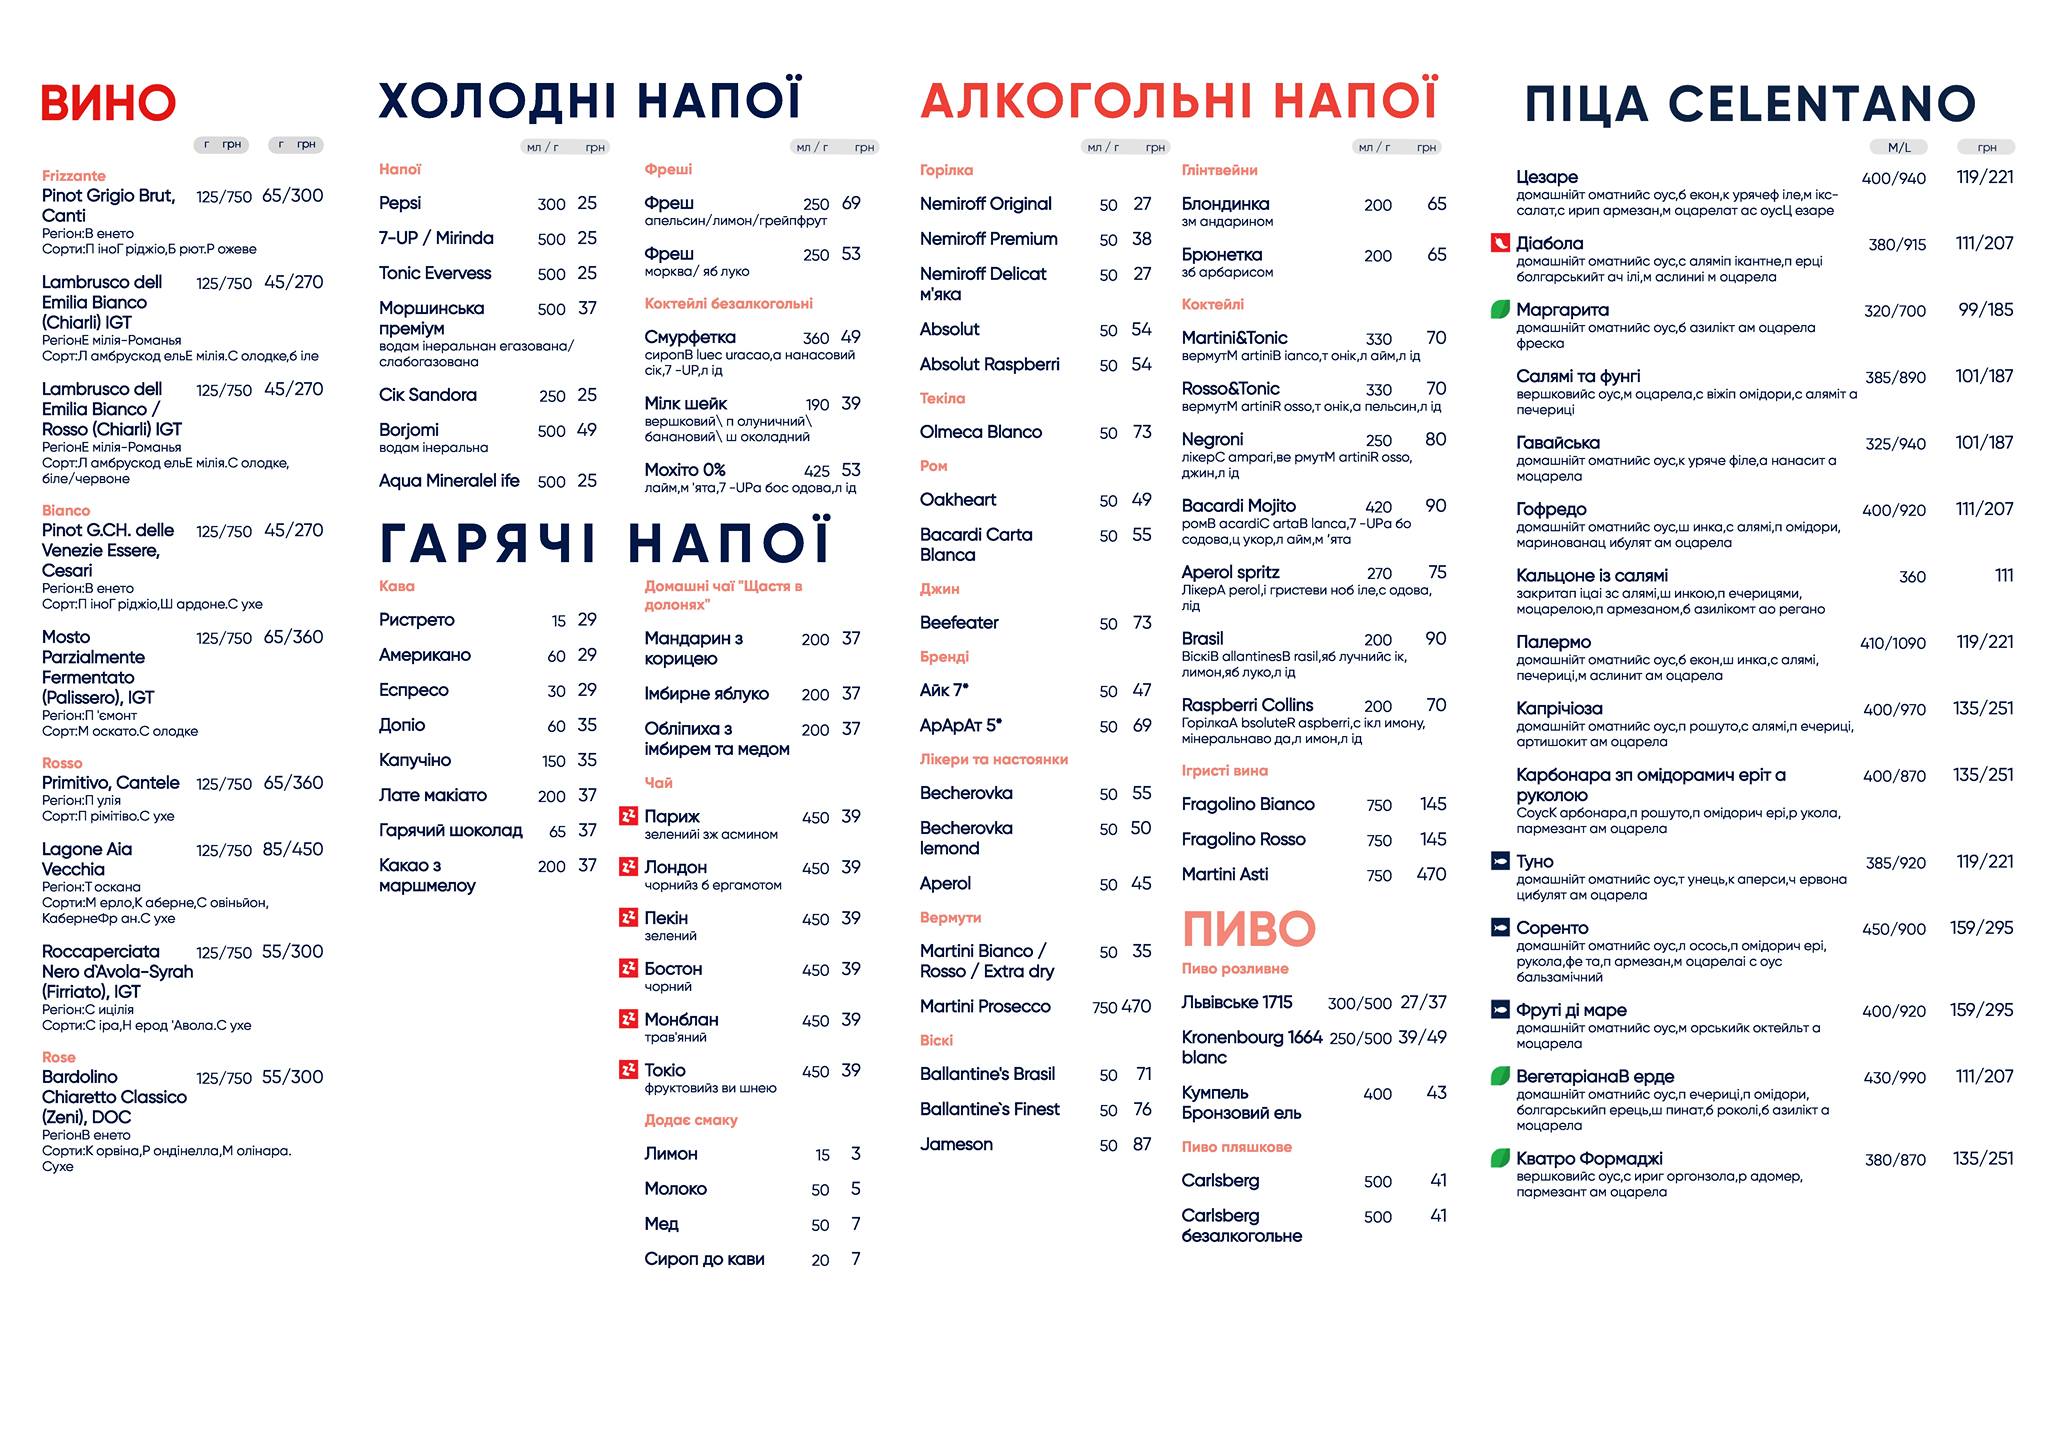 ВИНО
г грн г грн
Frizzante
Pinot Grigio Brut, 125/750 65/300
Canti
Регіон:В енето
Сорти:П іноГ ріджіо,Б рют.Р ожеве
Lambrusco dell 125/750 45/270
Emilia Bianco
(Chiarli) IGT
РегіонЕ мілія-Романья
Сорт:Л амбрускод ельЕ мілія.С олодке,б іле
Lambrusco dell 125/750 45/270
Emilia Bianco /
Rosso (Chiarli) IGT
РегіонЕ мілія-Романья
Сорт:Л амбрускод ельЕ мілія.С олодке,
біле/червоне
Bianco
Pinot G.CH. delle 125/750 45/270
Venezie Essere,
Cesari
Регіон:В енето
Сорт:П іноГ ріджіо,Ш ардоне.С ухе
Mosto 125/750 65/360
Parzialmente
Fermentato
(Palissero), IGT
Регіон:П 'ємонт
Сорт:М оскато.С олодке
Rosso
Primitivo, Cantele 125/750 65/360
Регіон:П улія
Сорт:П рімітіво.С ухе
Lagone Aia 125/750 85/450
Vecchia
Регіон:Т оскана
Сорти:М ерло,К аберне,С овіньйон,
КабернеФр ан.С ухе
Roccaperciata 125/750 55/300
Nero d`Avola-Syrah
(Firriato), IGT
Регіон:С ицілія
Сорти:С іра,Н ерод 'Авола.С ухе
Rose
Bardolino 125/750 55/300
Chiaretto Classico
(Zeni), DOC
РегіонВ енето
Сорти:К орвіна,Р ондінелла,М олінара.
Сухе
ХОЛОДНІ НАПОЇ
мл / г грн
Напої
Pepsi 300 25
7-UP / Mirinda 500 25
Tonic Evervess 500 25
Моршинська 500 37
преміум
водам інеральнан егазована/
слабогазована
Сік Sandora 250 25
Borjomi 500 49
водам інеральна
Aqua Mineralel ife 500 25
мл / г грн
Фреші
Фреш 250 69
апельсин/лимон/грейпфрут
Фреш 250 53
морква/ яб луко
Коктейлі безалкогольні
Смурфетка 360 49
сиропB luec uracao,а нанасовий
сік,7 -UP,л ід
Мілк шейк 190 39
вершковий\ п олуничний\
банановий\ ш околадний
Мохіто 0% 425 53
лайм,м 'ята,7 -UPа бос одова,л ід
ГАРЯЧІ НАПОЇ
Кава
Ристрето 15 29
Американо 60 29
Еспресо 30 29
Допіо 60 35
Капучіно 150 35
Лате макіато 200 37
Гарячий шоколад 65 37
Какао з 200 37
маршмелоу
Домашні чаї "Щастя в
долонях"
Мандарин з 200 37
корицею
Імбирне яблуко 200 37
Обліпиха з 200 37
імбирем та медом
Чай
Париж 450 39
зеленийі зж асмином
Лондон 450 39
чорнийз б ергамотом
Пекін 450 39
зелений
Бостон 450 39
чорний
Монблан 450 39
трав'яний
Токіо 450 39
фруктовийз ви шнею
Додає смаку
Лимон 15 3
Молоко 50 5
Мед 50 7
Сироп до кави 20 7
АЛКОГОЛЬНІ НАПОЇ
мл / г грн
Горілка
Nemiroff Original 50 27
Nemiroff Premium 50 38
Nemiroff Delicat 50 27
м'яка
Absolut 50 54
Absolut Raspberri 50 54
Текіла
Olmeca Blanco 50 73
Ром
Oakheart 50 49
Bacardi Carta 50 55
Blanca
Джин
Beefeater 50 73
Бренді
Айк 7* 50 47
АрАрАт 5* 50 69
Лікери та настоянки
Becherovka 50 55
Becherovka 50 50
lemond
Aperol 50 45
Вермути
Martini Bianco / 50 35
Rosso / Extra dry
Martini Prosecco 750 470
Віскі
Ballantine's Brasil 50 71
Ballantine`s Finest 50 76
Jameson 50 87
мл / г грн
Глінтвейни
Блондинка 200 65
зм андарином
Брюнетка 200 65
зб арбарисом
Коктейлі
Martini&Tonic 330 70
вермутM artiniB ianco,т онік,л айм,л ід
Rosso&Tonic 330 70
вермутM artiniR osso,т онік,а пельсин,л ід
Negroni 250 80
лікерC ampari,ве рмутM artiniR osso,
джин,л ід
Bacardi Mojito 420 90
ромB acardiC artaB lanca,7 -UPа бо
содова,ц укор,л айм,м 'ята
Aperol spritz 270 75
ЛікерA perol,і гристеви ноб іле,с одова,
лід
Brasil 200 90
ВіскіB allantinesB rasil,яб лучнийс ік,
лимон,яб луко,л ід
Raspberri Collins 200 70
ГорілкаA bsoluteR aspberri,с ікл имону,
мінеральнаво да,л имон,л ід
Ігристі вина
Fragolino Bianco 750 145
Fragolino Rosso 750 145
Martini Asti 750 470
ПИВО
Пиво розливне
Львівське 1715 300/500 27/37
Kronenbourg 1664 250/500 39/49
blanc
Кумпель 400 43
Бронзовий ель
Пиво пляшкове
Carlsberg 500 41
Carlsberg 500 41
безалкогольне
ПІЦА CELENTANO
M/L грн
Цезаре 400/940 119/221
домашнійт оматнийс оус,б екон,к урячеф іле,м ікс-
салат,с ирип армезан,м оцарелат ас оусЦ езаре
Діабола 380/915 111/207
домашнійт оматнийс оус,с аляміп ікантне,п ерці
болгарськийт ач ілі,м аслиниі м оцарела
Маргарита 320/700 99/185
домашнійт оматнийс оус,б азилікт ам оцарела
фреска
Салямі та фунгі 385/890 101/187
вершковийс оус,м оцарела,с віжіп омідори,с аляміт а
печериці
Гавайська 325/940 101/187
домашнійт оматнийс оус,к уряче філе,а нанасит а
моцарела
Гофредо 400/920 111/207
домашнійт оматнийс оус,ш инка,с алямі,п омідори,
маринованац ибулят ам оцарела
Кальцоне із салямі 360 111
закритап іцаі зс алямі,ш инкою,п ечерицями,
моцарелою,п армезаном,б азилікомт ао регано
Палермо 410/1090 119/221
домашнійт оматнийс оус,б екон,ш инка,с алямі,
печериці,м аслинит ам оцарела
Капрічіоза 400/970 135/251
домашнійт оматнийс оус,п рошуто,с алямі,п ечериці,
артишокит ам оцарела
Карбонара зп омідорамич еріт а 400/870 135/251
руколою
СоусК арбонара,п рошуто,п омідорич ері,р укола,
пармезант ам оцарела
Туно 385/920 119/221
домашнійт оматнийс оус,т унець,к аперси,ч ервона
цибулят ам оцарела
Соренто 450/900 159/295
домашнійт оматнийс оус,л осось,п омідорич ері,
рукола,фе та,п армезан,м оцарелаі с оус
бальзамічний
Фруті ді маре 400/920 159/295
домашнійт оматнийс оус,м орськийк октейльт а
моцарела
ВегетаріанаВ ерде 430/990 111/207
домашнійт оматнийс оус,п ечериці,п омідори,
болгарськийп ерець,ш пинат,б роколі,б азилікт а
моцарела
Кватро Формаджі 380/870 135/251
вершковийс оус,с ириг оргонзола,р адомер,
пармезант ам оцарела